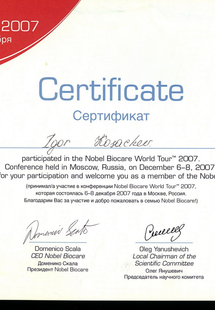 2007
Certificate
Сертификат
Igor
participated in the Nobel Biocare World Tour™ 2007.
Conference held in Moscow, Russia, on December 6–8, 2007
for your participation and welcome you as a member of the Nobe
(принимал/а участие в конференции Nobel Biocare World Tour™ 2007,
которая состоялась 6–8 декабря 2007 года в Москве, Россия.
Благодарим Вас за участие и добро пожаловать в семью Nobel Biocare!)
Domenico Scala
CEO Nobel Biocare
Доменико Скала
Президент Nobel Biocare
Oleg Yanushevich
Local Chairman of the
Scientific Committee
Олег Янушевич
Председатель научного комитета